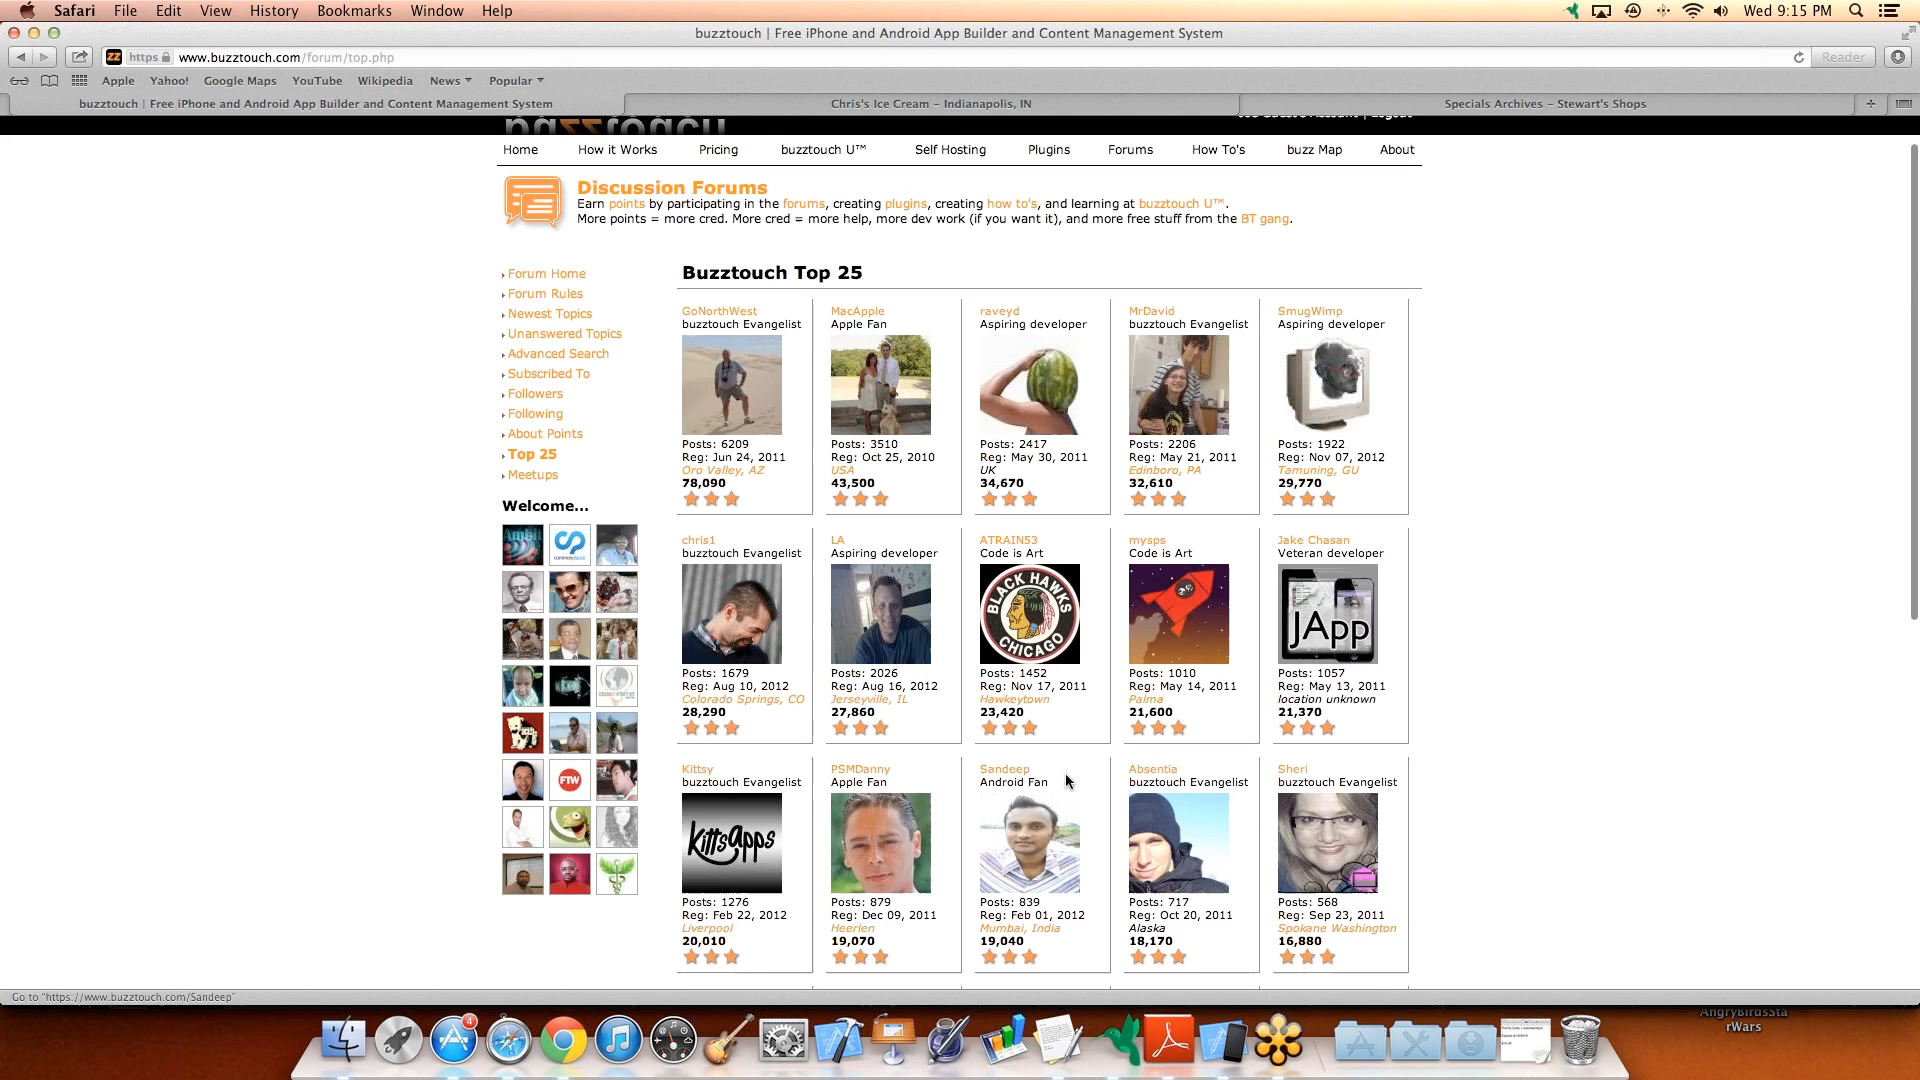 Safari File Edit View History Bookmarks Window Help Wed 9:15 PM
buzztouch | Free iPhone and Android App Builder and Content Management System
https www.buzztouch.com/forum/top.php Reader
Apple Yahoo! Google Maps YouTube Wikipedia News Popular
buzztouch | Free iPhone and Android App Builder and Content Management System Chris's Ice Cream – Indianapolis, IN Specials Archives – Stewart's Shops
buzztouch
Home How it Works Pricing buzztouch U™ Self Hosting Plugins Forums How To's buzz Map About
Discussion Forums
Earn points by participating in the forums, creating plugins, creating how to's, and learning at buzztouch U™.
More points = more cred. More cred = more help, more dev work (if you want it), and more free stuff from the BT gang.
Forum Home
Forum Rules
Newest Topics
Unanswered Topics
Advanced Search
Subscribed To
Followers
Following
About Points
Top 25
Meetups
Welcome...
Buzztouch Top 25
GoNorthWest MacApple raveyd MrDavid SmugWimp
buzztouch Evangelist Apple Fan Aspiring developer buzztouch Evangelist Aspiring developer
Posts: 6209 Posts: 3510 Posts: 2417 Posts: 2206 Posts: 1922
Reg: Jun 24, 2011 Reg: Oct 25, 2010 Reg: May 30, 2011 Reg: May 21, 2011 Reg: Nov 07, 2012
Oro Valley, AZ USA UK Edinboro, PA Tamuning, GU
78,090 43,500 34,670 32,610 29,770
chris1 LA ATRAIN53 mysps Jake Chasan
buzztouch Evangelist Aspiring developer Code is Art Code is Art Veteran developer
BLACK HAWKS
CHICAGO
JApp
Posts: 1679 Posts: 2026 Posts: 1452 Posts: 1010 Posts: 1057
Reg: Aug 10, 2012 Reg: Aug 16, 2012 Reg: Nov 17, 2011 Reg: May 14, 2011 Reg: May 13, 2011
Colorado Springs, CO Jerseyville, IL Hawkeytown Palma location unknown
28,290 27,860 23,420 21,600 21,370
Kittsy PSMDanny Sandeep Absentia Sheri
buzztouch Evangelist Apple Fan Android Fan buzztouch Evangelist buzztouch Evangelist
KittsApps
Posts: 1276 Posts: 879 Posts: 839 Posts: 717 Posts: 568
Reg: Feb 22, 2012 Reg: Dec 09, 2011 Reg: Feb 01, 2012 Reg: Oct 20, 2011 Reg: Sep 23, 2011
Liverpool Heerlen Mumbai, India Alaska Spokane Washington
20,010 19,070 19,040 18,170 16,880
FTW
Go to "https://www.buzztouch.com/Sandeep"
4
AngryBirdsSta
rWars